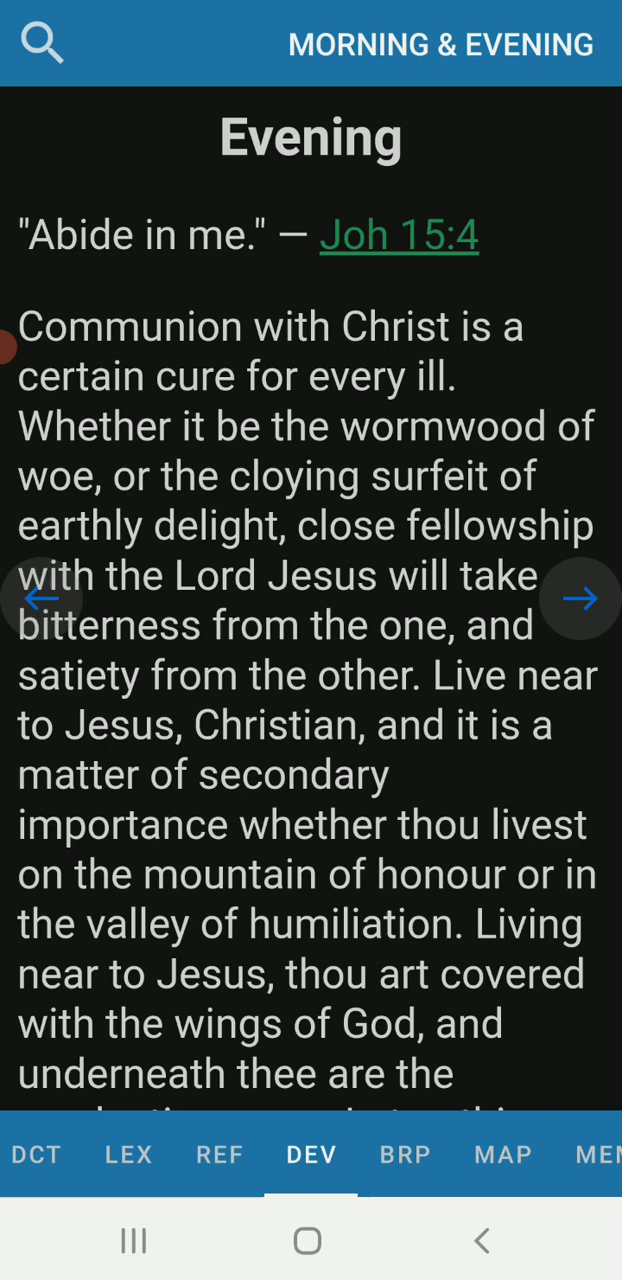 MORNING & EVENING
Evening
"Abide in me." — Joh 15:4
Communion with Christ is a
certain cure for every ill.
Whether it be the wormwood of
woe, or the cloying surfeit of
earthly delight, close fellowship
with the Lord Jesus will take
bitterness from the one, and
satiety from the other. Live near
to Jesus, Christian, and it is a
matter of secondary
importance whether thou livest
on the mountain of honour or in
the valley of humiliation. Living
near to Jesus, thou art covered
with the wings of God, and
underneath thee are the
DCT LEX REF DEV BRP MAP